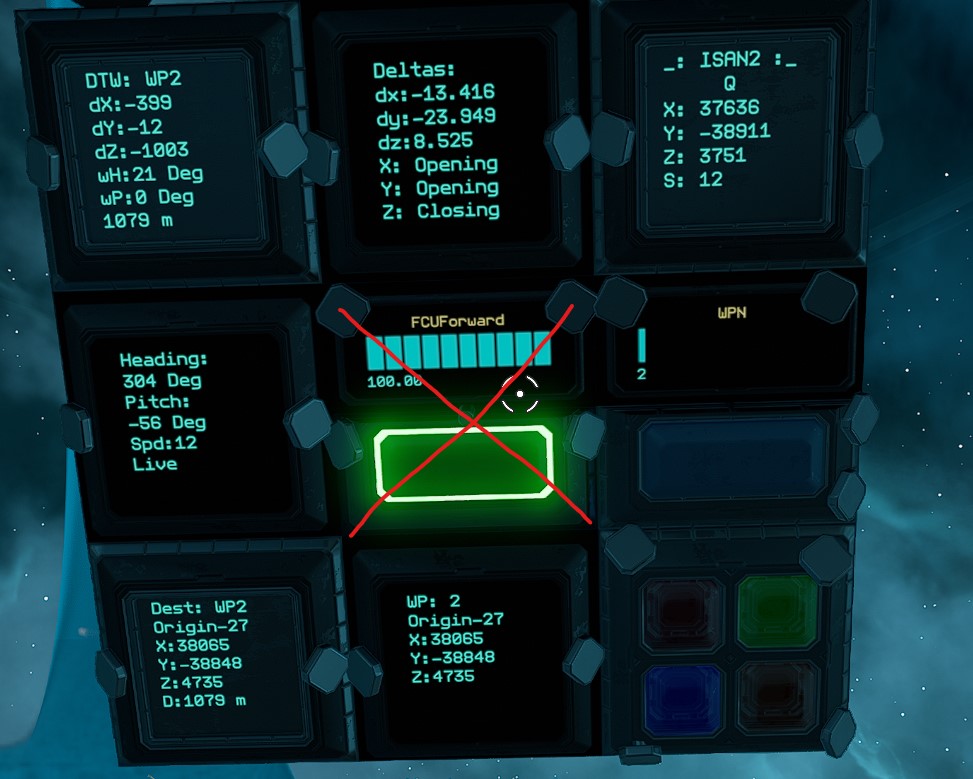 DTW: WP2
dX:-399
dY:-12
dZ:-1003
wH:21 Deg
wP:0 Deg
1079 m
Deltas:
dx:-13.416
dy:-23.949
dz:8.525
X: Opening
Y: Opening
Z: Closing
_: ISAN2 :_
Q
X: 37636
Y: -38911
Z: 3751
S: 12
Heading:
304 Deg
Pitch:
-56 Deg
Spd:12
Live
FCUForward
100.00
WPN
2
Dest: WP2
Origin-27
X:38065
Y:-38848
Z:4735
D:1079 m
WP: 2
Origin-27
X:38065
Y:-38848
Z:4735